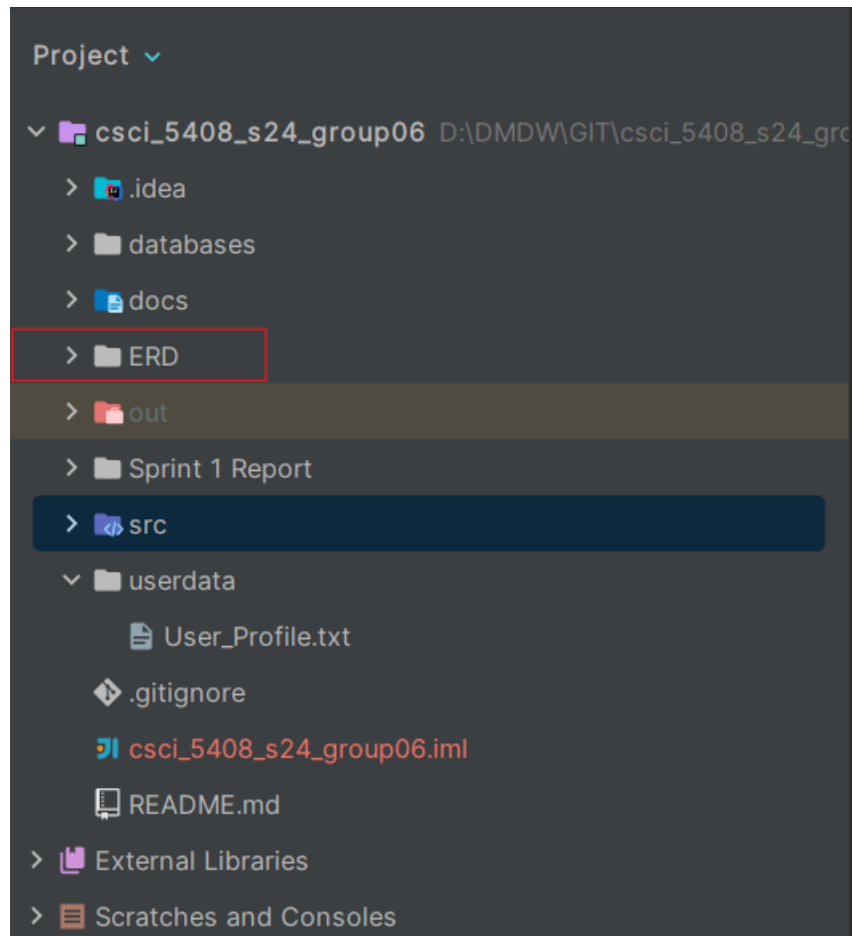 Project
csci_5408_s24_group06 D:\DMDW\GIT\csci_5408_s24_gro
.idea
databases
docs
ERD
out
Sprint 1 Report
src
userdata
User_Profile.txt
.gitignore
csci_5408_s24_group06.iml
README.md
External Libraries
Scratches and Consoles